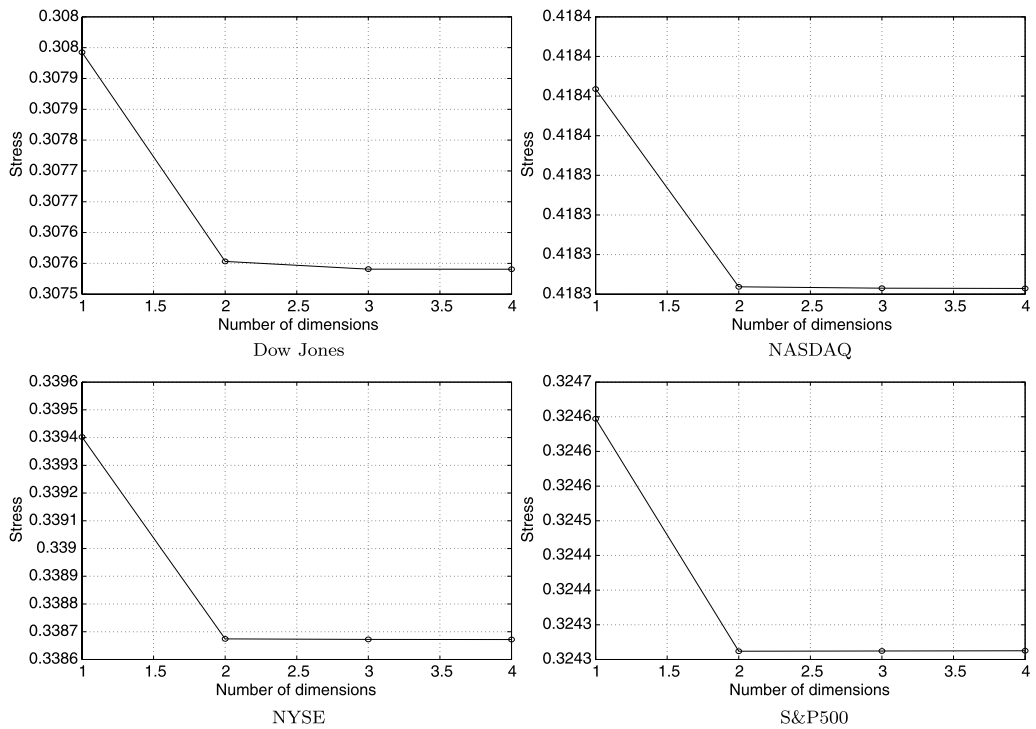 0.308
0.308
0.3079
0.3079
0.3078
0.3077
0.3077
0.3076
0.3076
0.3075
Stress
1 1.5 2 2.5 3 3.5 4
Number of dimensions
Dow Jones
0.4184
0.4184
0.4184
0.4184
0.4183
0.4183
0.4183
0.4183
Stress
1 1.5 2 2.5 3 3.5 4
Number of dimensions
NASDAQ
0.3396
0.3395
0.3394
0.3393
0.3392
0.3391
0.339
0.3389
0.3388
0.3387
0.3386
Stress
1 1.5 2 2.5 3 3.5 4
Number of dimensions
NYSE
0.3247
0.3246
0.3246
0.3246
0.3245
0.3244
0.3244
0.3243
0.3243
Stress
1 1.5 2 2.5 3 3.5 4
Number of dimensions
S&P500